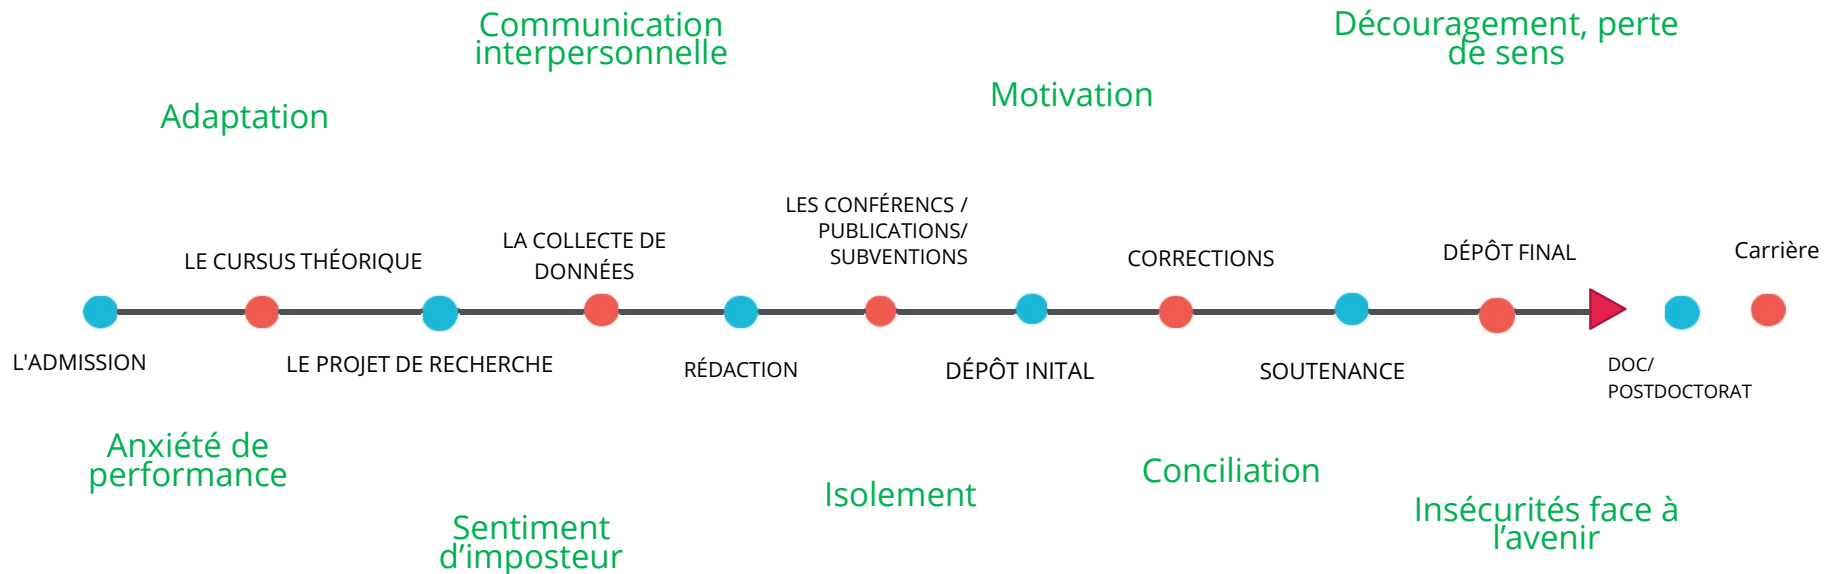 Communication
interpersonnelle
Découragement, perte
de sens
Motivation
Adaptation
LES CONFÉRENCS /
PUBLICATIONS/
SUBVENTIONS
LA COLLECTE DE
DONNÉES
LE CURSUS THÉORIQUE
CORRECTIONS
DÉPÔT FINAL
Carrière
L'ADMISSION
LE PROJET DE RECHERCHE
RÉDACTION
DÉPÔT INITAL
SOUTENANCE
DOC/
POSTDOCTORAT
Anxiété de
performance
Sentiment
d’imposteur
Isolement
Conciliation
Insécurités face à
l’avenir